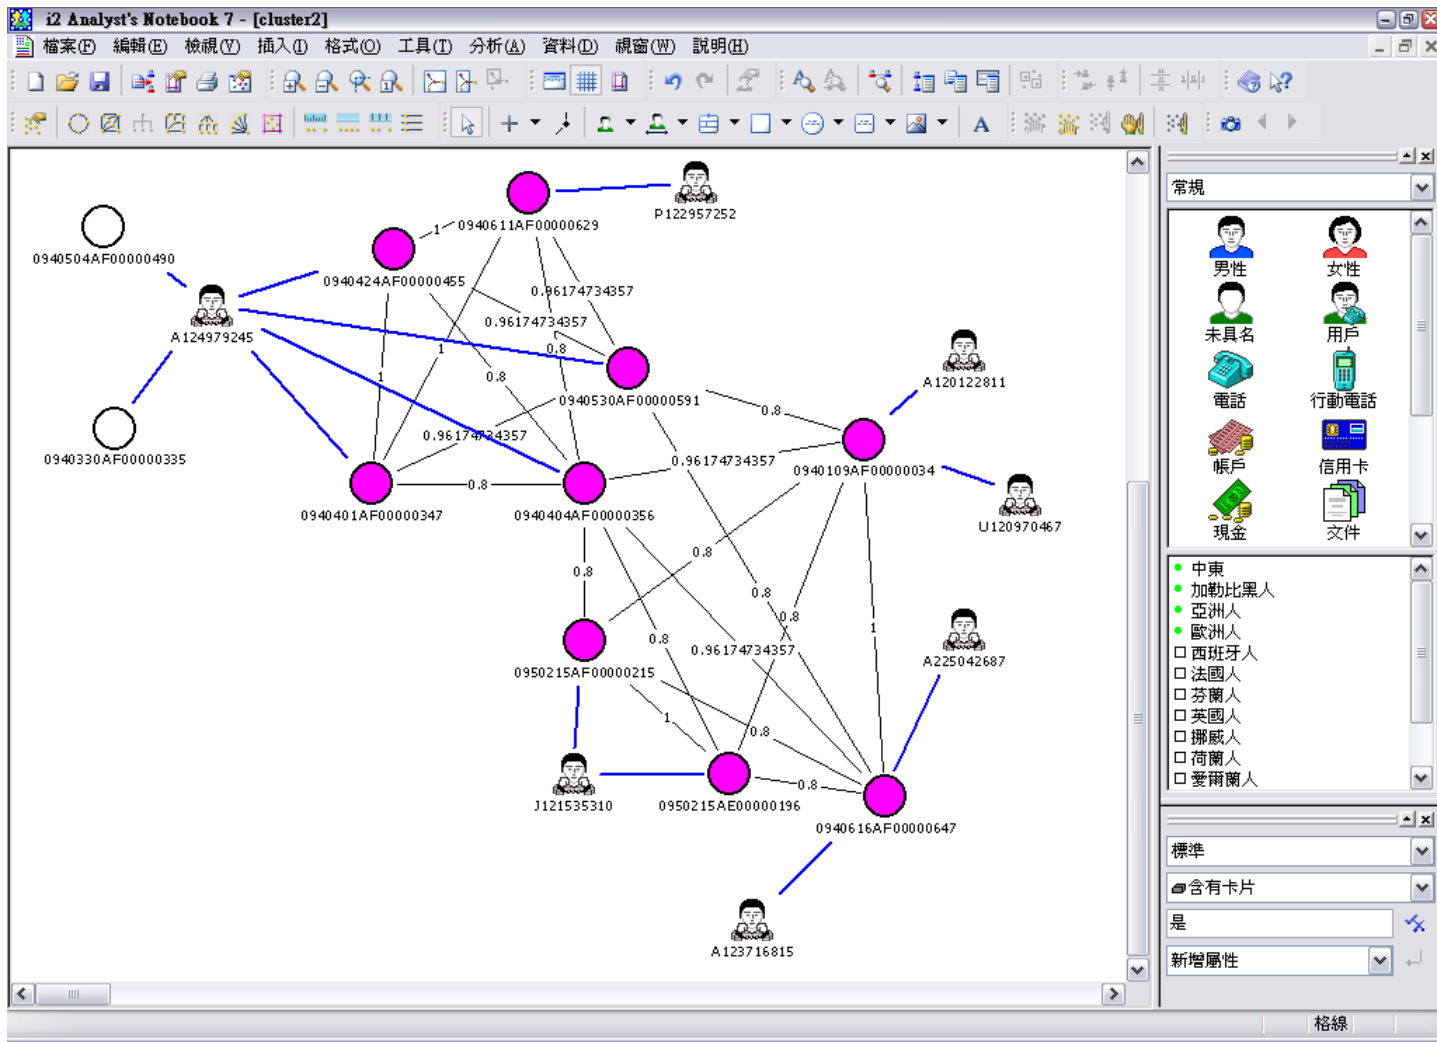 i2 Analyst's Notebook 7 - [cluster2]
檔案(F) 編輯(E) 檢視(V) 插入(I) 格式(O) 工具(T) 分析(A) 資料(D) 視窗(W) 說明(H)
P122957252
0940611AF00000629
1
0940504AF00000490
0940424AF00000455
0.96174734357
0.96174734357
A124979245
1
0.8
1
0.8
A120122811
0940530AF00000591
0.8
0.96174734357
0940330AF00000335
0.96174734357
0940109AF00000034
0.8
0940401AF00000347
0940404AF00000356
U120970467
0.8
0.8
0.8
0.8
1
0.8
0.96174734357
A225042687
0950215AF00000215
1
0.8
0.8
J121535310
0950215AE00000196
0940616AF00000647
A123716815
常規
男性
女性
未具名
用戶
電話
行動電話
帳戶
信用卡
現金
文件
中東
加勒比黑人
亞洲人
歐洲人
西班牙人
法國人
芬蘭人
英國人
挪威人
荷蘭人
愛爾蘭人
標準
含有卡片
是
新增屬性
格線